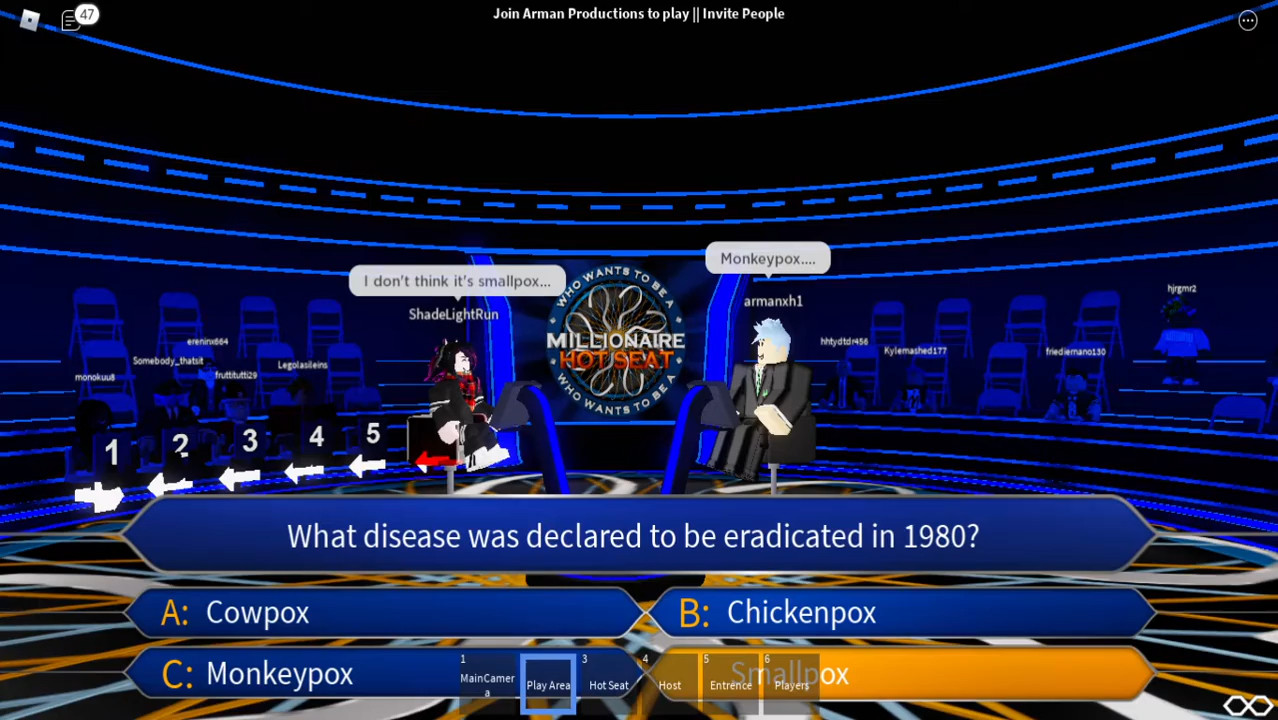 47
Join Arman Productions to play || Invite People
I don't think it's smallpox...
Monkeypox....
ShadeLightRun
armanxh1
hjrgmr2
ereninx664
Somebody_thatsit
Legolasileins
monokuu8
fruttitutti29
hhtydtdr456
Kylemashed177
friediernano130
WHO WANTS TO BE A
MILLIONAIRE
HOT SEAT
WHO WANTS TO BE A
1
2
3
4
5
What disease was declared to be eradicated in 1980?
A: Cowpox
B: Chickenpox
C: Monkeypox
Smallpox
1 MainCamera
Play Area
3 Hot Seat
4 Host
5 Entrence
6 Players